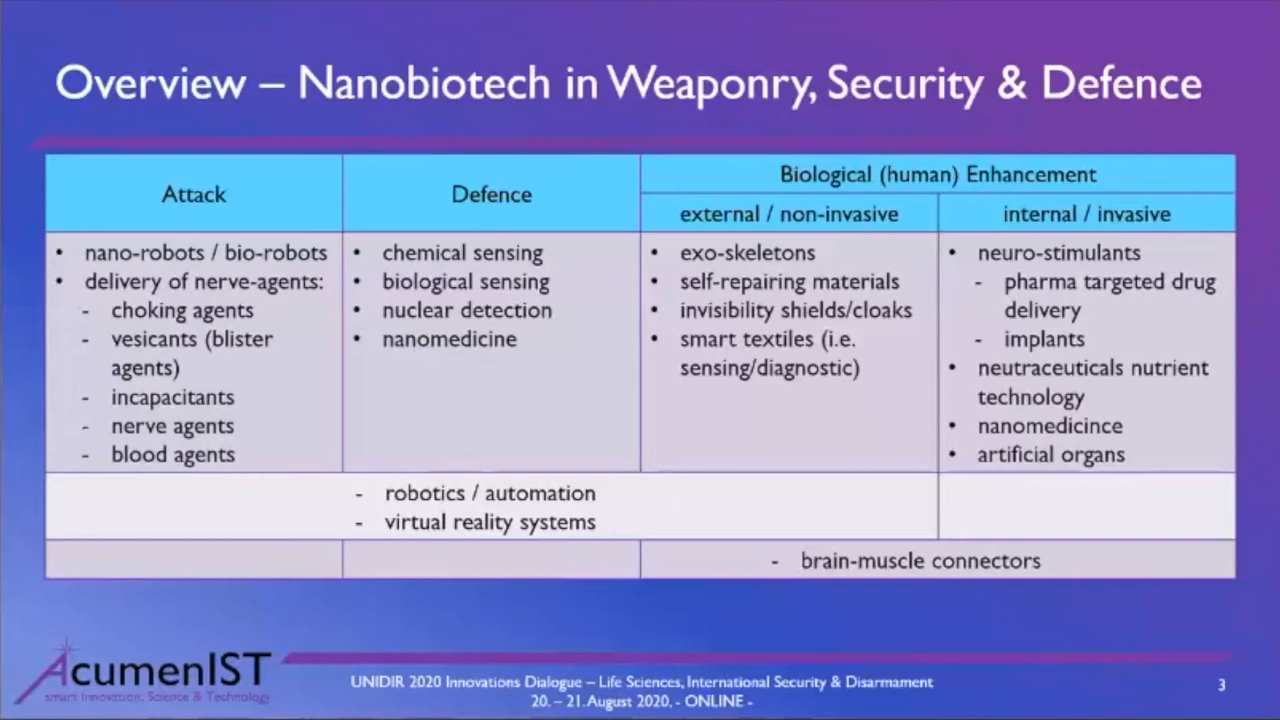 Overview – Nanobiotech in Weaponry, Security & Defence
Attack
Defence
Biological (human) Enhancement
external / non-invasive
internal / invasive
• nano-robots / bio-robots
• delivery of nerve-agents:
- choking agents
- vesicants (blister
agents)
- incapacitants
- nerve agents
- blood agents
• chemical sensing
• biological sensing
• nuclear detection
• nanomedicine
• exo-skeletons
• self-repairing materials
• invisibility shields/cloaks
• smart textiles (i.e.
sensing/diagnostic)
• neuro-stimulants
- pharma targeted drug
delivery
- implants
• neutraceuticals nutrient
technology
• nanomedicince
• artificial organs
- robotics / automation
- virtual reality systems
- brain-muscle connectors
AcumenIST
smart Innovation, Science & Technology
UNIDIR 2020 Innovations Dialogue – Life Sciences, International Security & Disarmament
20. – 21. August 2020, - ONLINE -
3